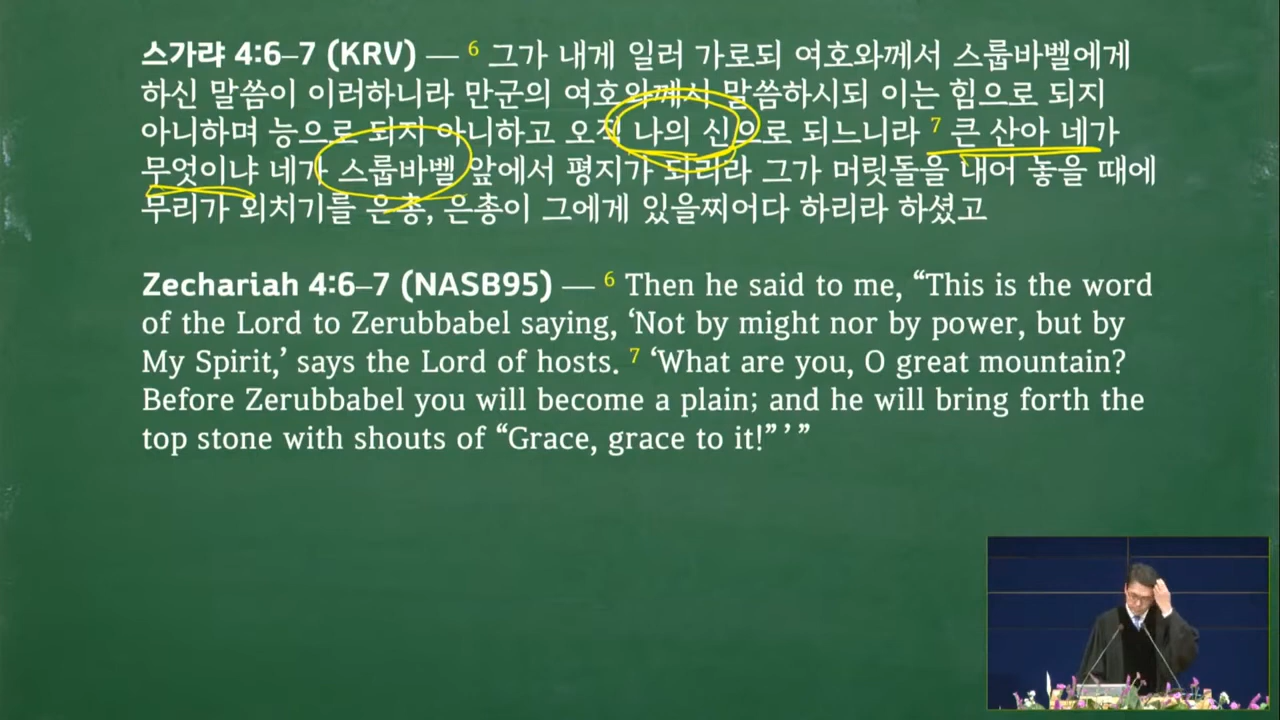 스가랴 4:6–7 (KRV) — 6 그가 내게 일러 가로되 여호와께서 스룹바벨에게
하신 말씀이 이러하니라 만군의 여호와께서 말씀하시되 이는 힘으로 되지
아니하며 능으로 되지 아니하고 오직 나의 신으로 되느니라 7 큰 산아 네가
무엇이냐 네가 스룹바벨 앞에서 평지가 되리라 그가 머릿돌을 내어 놓을 때에
무리가 외치기를 은총, 은총이 그에게 있을찌어다 하리라 하셨고
Zechariah 4:6–7 (NASB95) — 6 Then he said to me, “This is the word
of the Lord to Zerubbabel saying, ‘Not by might nor by power, but by
My Spirit,’ says the Lord of hosts. 7 ‘What are you, O great mountain?
Before Zerubbabel you will become a plain; and he will bring forth the
top stone with shouts of “Grace, grace to it!”’”